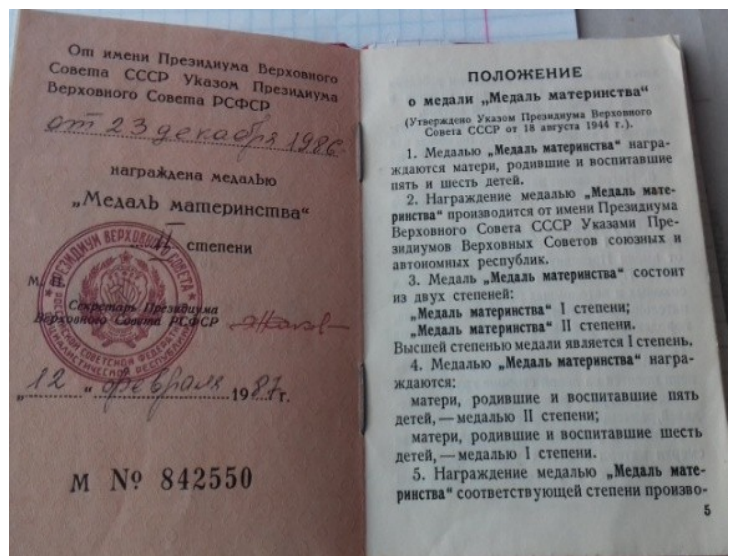 От имени Президиума Верховного
Совета СССР Указом Президиума
Верховного Совета РСФСР
от 23 декабря 1986
награждена медалью
„Медаль материнства“
II степени
М. П.
Секретарь Президиума
Верховного Совета РСФСР
„12“ февраля 1987 г.
М № 842550
ПОЛОЖЕНИЕ
о медали „Медаль материнства“
(Утверждено Указом Президиума Верховного
Совета СССР от 18 августа 1944 г.).
1. Медалью „Медаль материнства“ награ-
ждаются матери, родившие и воспитавшие
пять и шесть детей.
2. Награждение медалью „Медаль мате-
ринства“ производится от имени Президиума
Верховного Совета СССР Указами Пре-
зидиумов Верховных Советов союзных и
автономных республик.
3. Медаль „Медаль материнства“ состоит
из двух степеней:
„Медаль материнства“ I степени;
„Медаль материнства“ II степени.
Высшей степенью медали является I степень.
4. Медалью „Медаль материнства“ награ-
ждаются:
матери, родившие и воспитавшие пять
детей,—медалью II степени;
матери, родившие и воспитавшие шесть
детей,—медалью I степени.
5. Награждение медалью „Медаль мате-
ринства“ соответствующей степени произво-
5